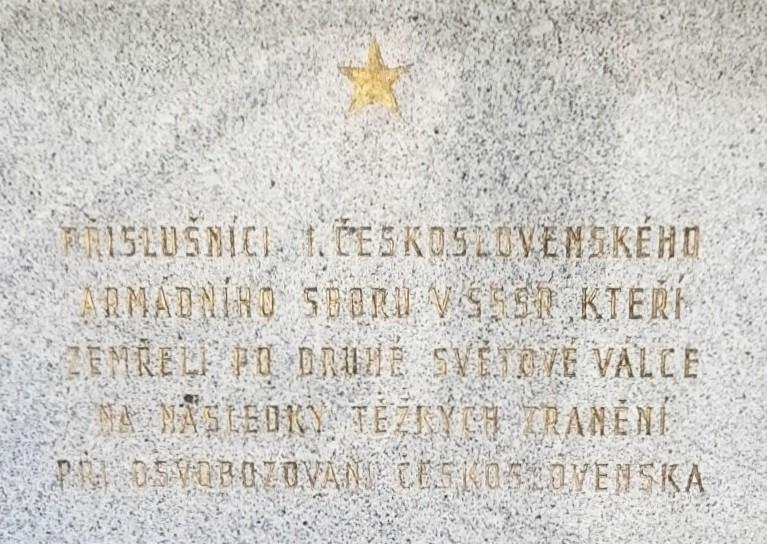 PŘÍSLUŠNÍCI 1. ČESKOSLOVENSKÉHO
ARMÁDNÍHO SBORU V SSSR KTEŘÍ
ZEMŘELI PO DRUHÉ SVĚTOVÉ VÁLCE
NA NÁSLEDKY TĚŽKÝCH ZRANĚNÍ
PŘI OSVOBOZOVÁNÍ ČESKOSLOVENSKA